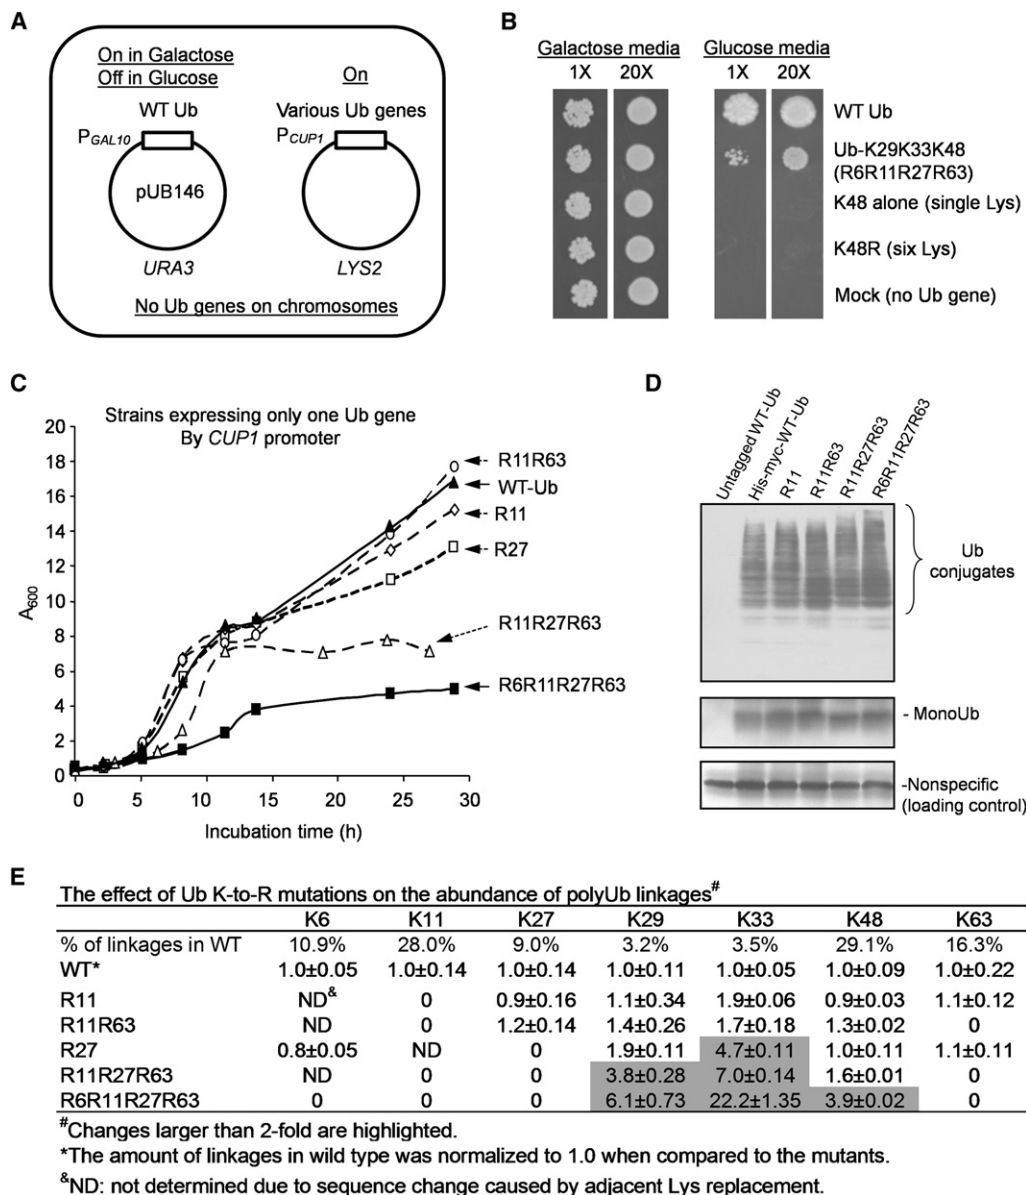 A
On in Galactose
Off in Glucose
On
WT Ub
Various Ub genes
PGAL10
PCUP1
pUB146
URA3
LYS2
No Ub genes on chromosomes
B
Galactose media
Glucose media
1X 20X 1X 20X
WT Ub
Ub-K29K33K48
(R6R11R27R63)
K48 alone (single Lys)
K48R (six Lys)
Mock (no Ub gene)
C
Strains expressing only one Ub gene
By CUP1 promoter
20
18
16
14
12
10
8
6
4
2
0
A600
0 5 10 15 20 25 30
Incubation time (h)
R11R63
WT-Ub
R11
R27
R11R27R63
R6R11R27R63
D
Untagged WT-Ub
His-myc-WT-Ub
R11
R11R63
R11R27R63
R6R11R27R63
Ub
conjugates
- MonoUb
-Nonspecific
(loading control)
E
The effect of Ub K-to-R mutations on the abundance of polyUb linkages#
K6 K11 K27 K29 K33 K48 K63
% of linkages in WT 10.9% 28.0% 9.0% 3.2% 3.5% 29.1% 16.3%
WT* 1.0±0.05 1.0±0.14 1.0±0.14 1.0±0.11 1.0±0.05 1.0±0.09 1.0±0.22
R11 ND& 0 0.9±0.16 1.1±0.34 1.9±0.06 0.9±0.03 1.1±0.12
R11R63 ND 0 1.2±0.14 1.4±0.26 1.7±0.18 1.3±0.02 0
R27 0.8±0.05 ND 0 1.9±0.11 4.7±0.11 1.0±0.11 1.1±0.11
R11R27R63 ND 0 0 3.8±0.28 7.0±0.14 1.6±0.01 0
R6R11R27R63 0 0 0 6.1±0.73 22.2±1.35 3.9±0.02 0
#Changes larger than 2-fold are highlighted.
*The amount of linkages in wild type was normalized to 1.0 when compared to the mutants.
&ND: not determined due to sequence change caused by adjacent Lys replacement.